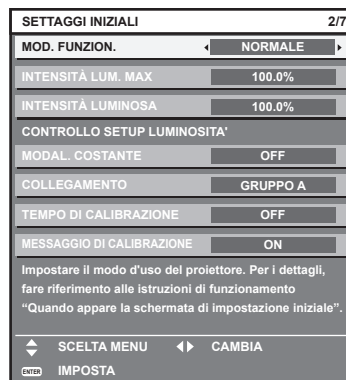 SETTAGGI INIZIALI 2/7
MOD. FUNZION. NORMALE
INTENSITÀ LUM. MAX 100.0%
INTENSITÀ LUMINOSA 100.0%
CONTROLLO SETUP LUMINOSITA'
MODAL. COSTANTE OFF
COLLEGAMENTO GRUPPO A
TEMPO DI CALIBRAZIONE OFF
MESSAGGIO DI CALIBRAZIONE ON
Impostare il modo d'uso del proiettore. Per i dettagli,
fare riferimento alle istruzioni di funzionamento
“Quando appare la schermata di impostazione iniziale”.
SCELTA MENU CAMBIA
ENTER IMPOSTA